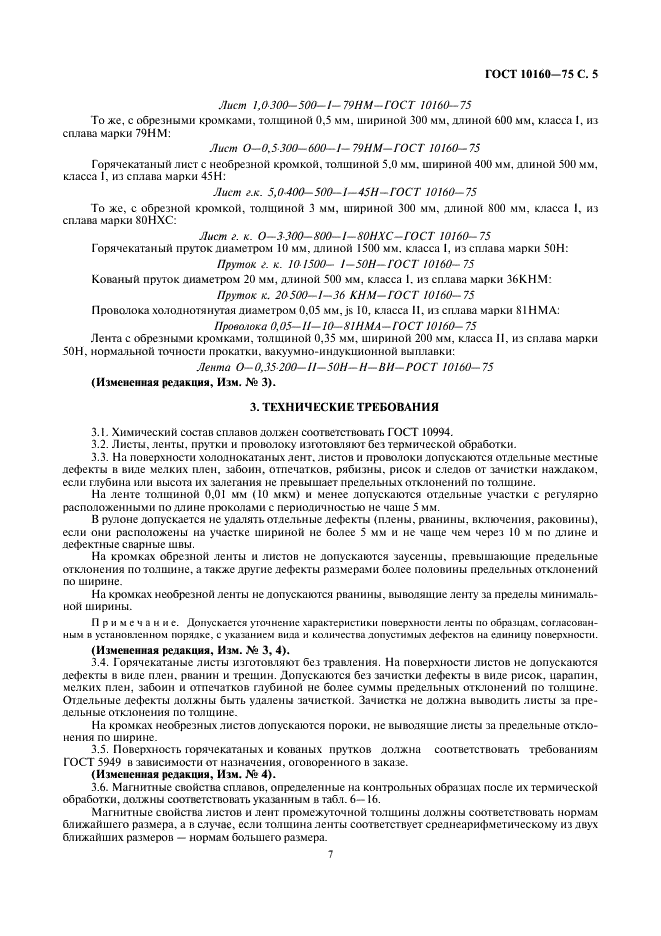 ГОСТ 10160—75 С. 5
Лист 1,0·300—500—I—79НМ—ГОСТ 10160—75
То же, с обрезными кромками, толщиной 0,5 мм, шириной 300 мм, длиной 600 мм, класса I, из
сплава марки 79НМ:
Лист О—0,5·300—600—I—79НМ—ГОСТ 10160—75
Горячекатаный лист с необрезной кромкой, толщиной 5,0 мм, шириной 400 мм, длиной 500 мм,
класса I, из сплава марки 45Н:
Лист г.к. 5,0·400—500—I—45Н—ГОСТ 10160—75
То же, с обрезной кромкой, толщиной 3 мм, шириной 300 мм, длиной 800 мм, класса I, из
сплава марки 80НХС:
Лист г. к. О—3·300—800—I—80НХС—ГОСТ 10160—75
Горячекатаный пруток диаметром 10 мм, длиной 1500 мм, класса I, из сплава марки 50Н:
Пруток г. к. 10·1500— I—50Н—ГОСТ 10160—75
Кованый пруток диаметром 20 мм, длиной 500 мм, класса I, из сплава марки 36КНМ:
Пруток к. 20·500—I—36 КНМ—ГОСТ 10160—75
Проволока холоднотянутая диаметром 0,05 мм, js 10, класса II, из сплава марки 81НМА:
Проволока 0,05—II—10—81НМА—ГОСТ 10160—75
Лента с обрезными кромками, толщиной 0,35 мм, шириной 200 мм, класса II, из сплава марки
50Н, нормальной точности прокатки, вакуумно-индукционной выплавки:
Лента О—0,35·200—II—50Н—Н—ВИ—РОСТ 10160—75
(Измененная редакция, Изм. № 3).
3. ТЕХНИЧЕСКИЕ ТРЕБОВАНИЯ
3.1. Химический состав сплавов должен соответствовать ГОСТ 10994.
3.2. Листы, ленты, прутки и проволоку изготовляют без термической обработки.
3.3. На поверхности холоднокатаных лент, листов и проволоки допускаются отдельные местные
дефекты в виде мелких плен, забоин, отпечатков, рябизны, рисок и следов от зачистки наждаком,
если глубина или высота их залегания не превышает предельных отклонений по толщине.
На ленте толщиной 0,01 мм (10 мкм) и менее допускаются отдельные участки с регулярно
расположенными по длине проколами с периодичностью не чаще 5 мм.
В рулоне допускается не удалять отдельные дефекты (плены, рванины, включения, раковины),
если они расположены на участке шириной не более 5 мм и не чаще чем через 10 м по длине и
дефектные сварные швы.
На кромках обрезной ленты и листов не допускаются заусенцы, превышающие предельные
отклонения по толщине, а также другие дефекты размерами более половины предельных отклонений
по ширине.
На кромках необрезной ленты не допускаются рванины, выводящие ленту за пределы минималь-
ной ширины.
Примечание. Допускается уточнение характеристики поверхности ленты по образцам, согласован-
ным в установленном порядке, с указанием вида и количества допустимых дефектов на единицу поверхности.
(Измененная редакция, Изм. № 3, 4).
3.4. Горячекатаные листы изготовляют без травления. На поверхности листов не допускаются
дефекты в виде плен, рванин и трещин. Допускаются без зачистки дефекты в виде рисок, царапин,
мелких плен, забоин и отпечатков глубиной не более суммы предельных отклонений по толщине.
Отдельные дефекты должны быть удалены зачисткой. Зачистка не должна выводить листы за пре-
дельные отклонения по толщине.
На кромках необрезных листов допускаются пороки, не выводящие листы за предельные откло-
нения по ширине.
3.5. Поверхность горячекатаных и кованых прутков должна соответствовать требованиям
ГОСТ 5949 в зависимости от назначения, оговоренного в заказе.
(Измененная редакция, Изм. № 4).
3.6. Магнитные свойства сплавов, определенные на контрольных образцах после их термической
обработки, должны соответствовать указанным в табл. 6—16.
Магнитные свойства листов и лент промежуточной толщины должны соответствовать нормам
ближайшего размера, а в случае, если толщина ленты соответствует среднеарифметическому из двух
ближайших размеров — нормам большего размера.
7